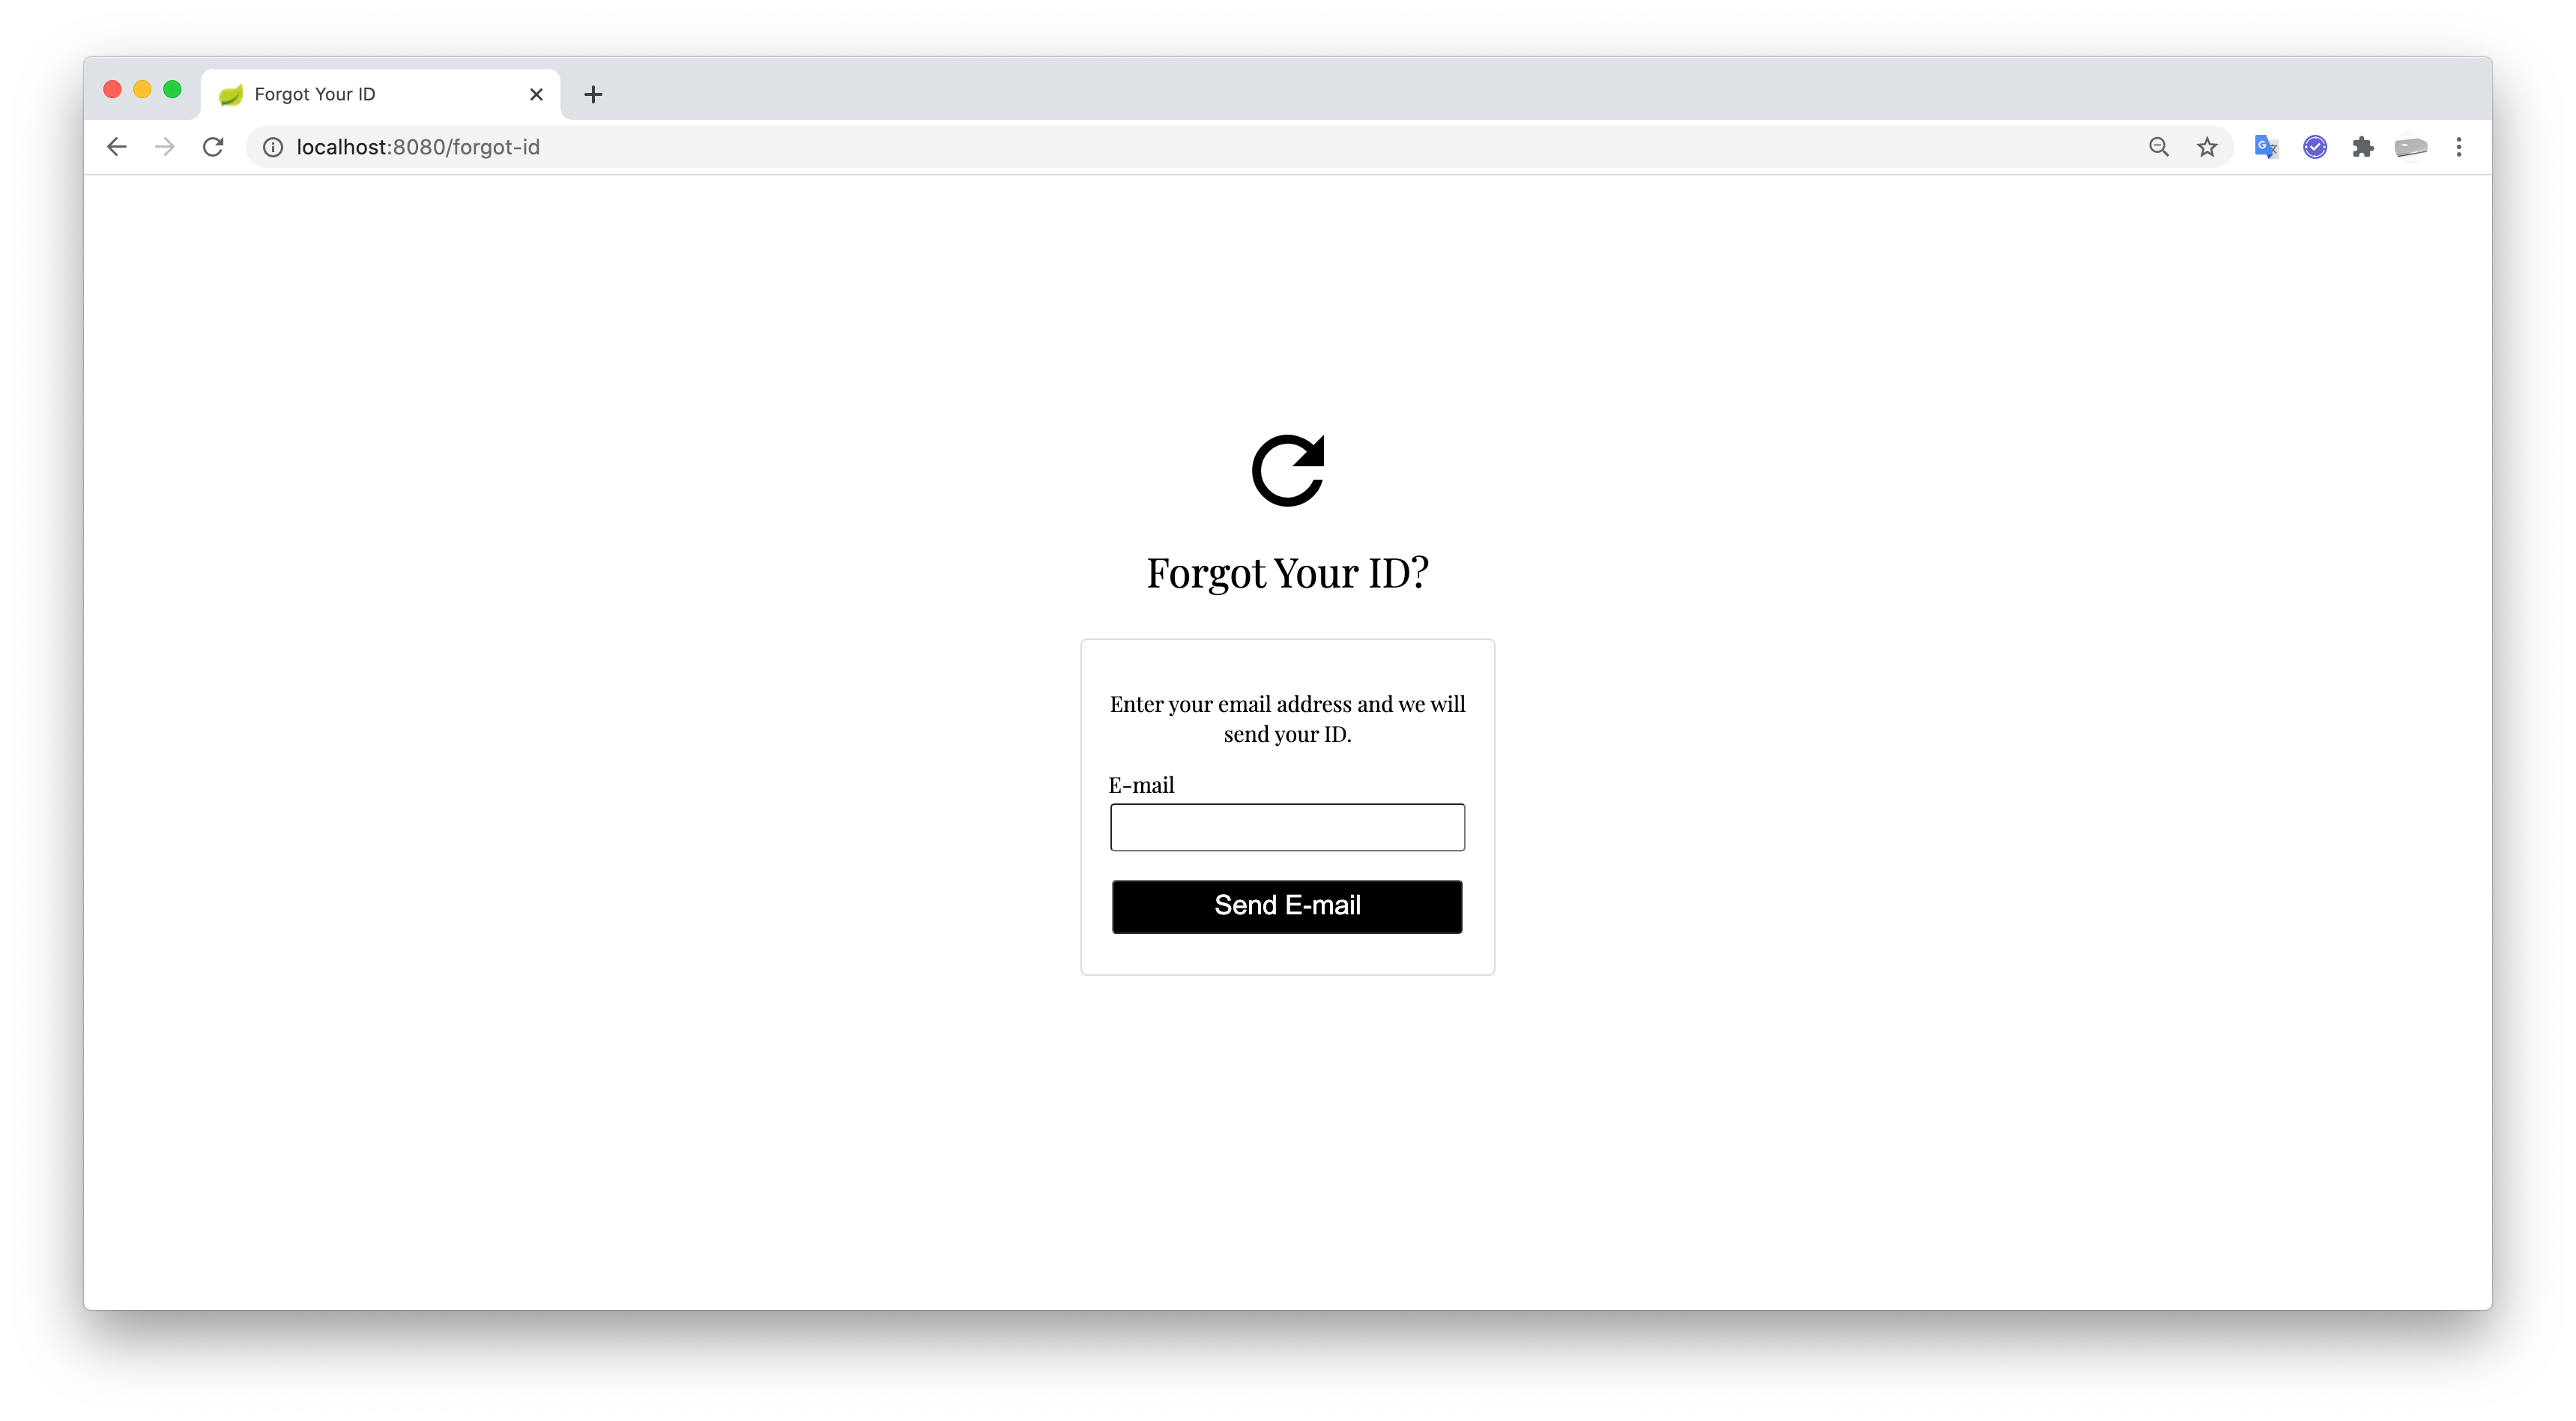 Forgot Your ID
localhost:8080/forgot-id
Forgot Your ID?
Enter your email address and we will
send your ID.
E-mail
Send E-mail